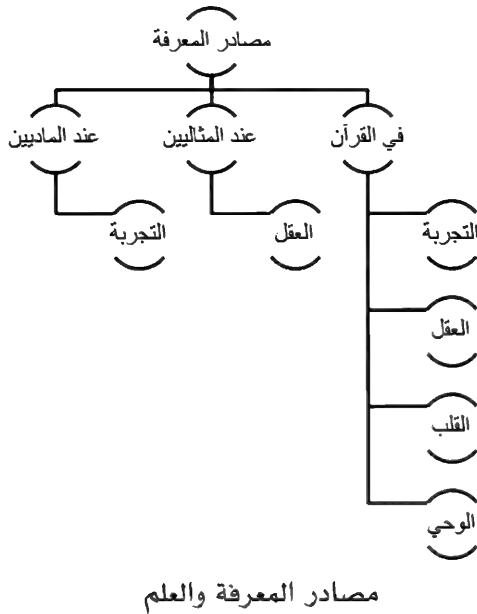 مصادر المعرفة
في القرآن
عند المثاليين
عند الماديين
التجربة
العقل
القلب
الوحي
العقل
التجربة
مصادر المعرفة والعلم